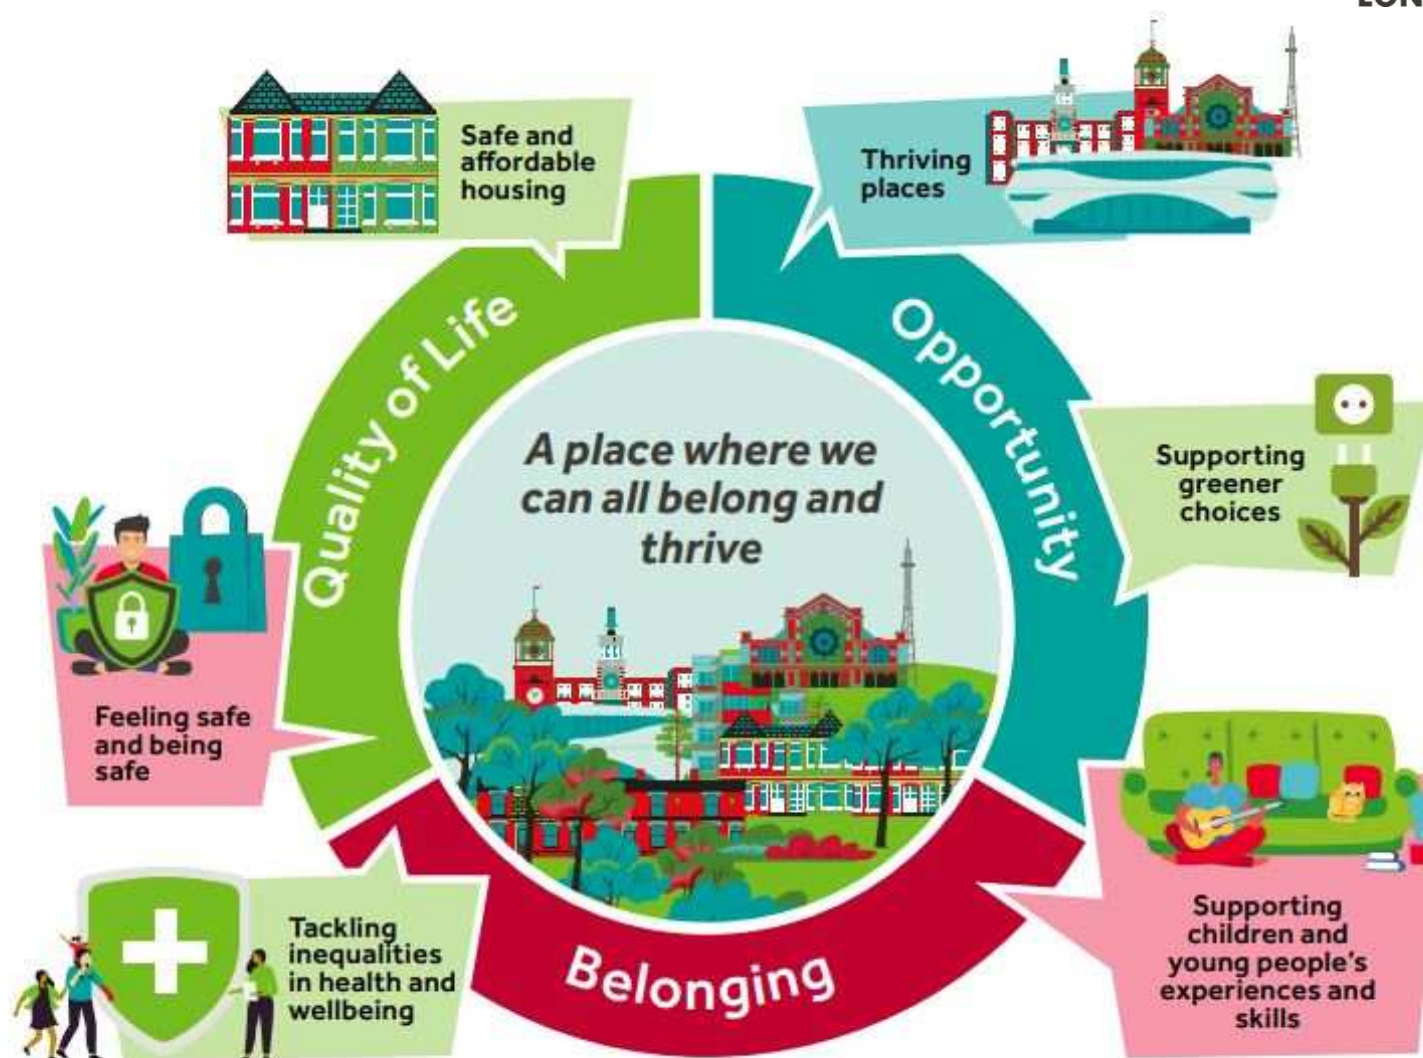 Safe and
affordable
housing
Thriving
places
Quality of Life
Opportunity
A place where we
can all belong and
thrive
Supporting
greener
choices
Feeling safe
and being
safe
Tackling
inequalities
in health and
wellbeing
Belonging
Supporting
children and
young people's
experiences and
skills